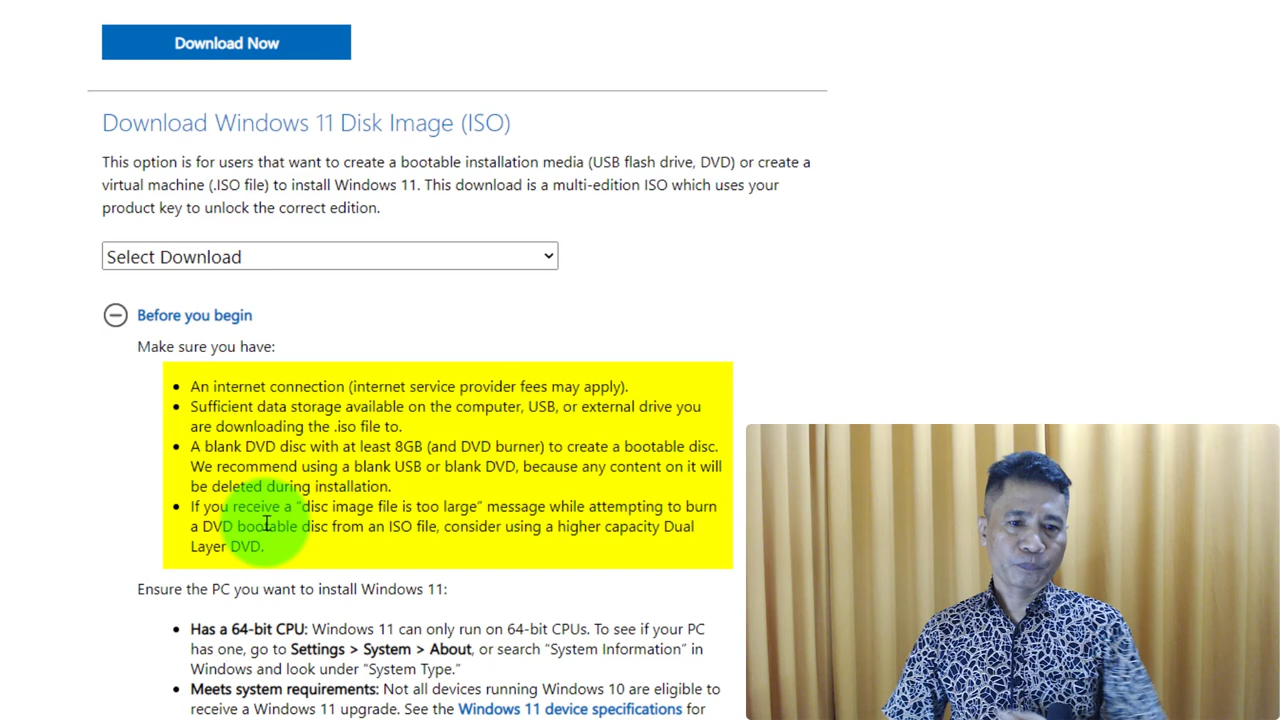 Download Now
Download Windows 11 Disk Image (ISO)
This option is for users that want to create a bootable installation media (USB flash drive, DVD) or create a
virtual machine (.ISO file) to install Windows 11. This download is a multi-edition ISO which uses your
product key to unlock the correct edition.
Select Download
Before you begin
Make sure you have:
• An internet connection (internet service provider fees may apply).
• Sufficient data storage available on the computer, USB, or external drive you
are downloading the .iso file to.
• A blank DVD disc with at least 8GB (and DVD burner) to create a bootable disc.
We recommend using a blank USB or blank DVD, because any content on it will
be deleted during installation.
• If you receive a “disc image file is too large” message while attempting to burn
a DVD bootable disc from an ISO file, consider using a higher capacity Dual
Layer DVD.
Ensure the PC you want to install Windows 11:
• Has a 64-bit CPU: Windows 11 can only run on 64-bit CPUs. To see if your PC
has one, go to Settings > System > About, or search “System Information” in
Windows and look under “System Type.”
• Meets system requirements: Not all devices running Windows 10 are eligible to
receive a Windows 11 upgrade. See the Windows 11 device specifications for